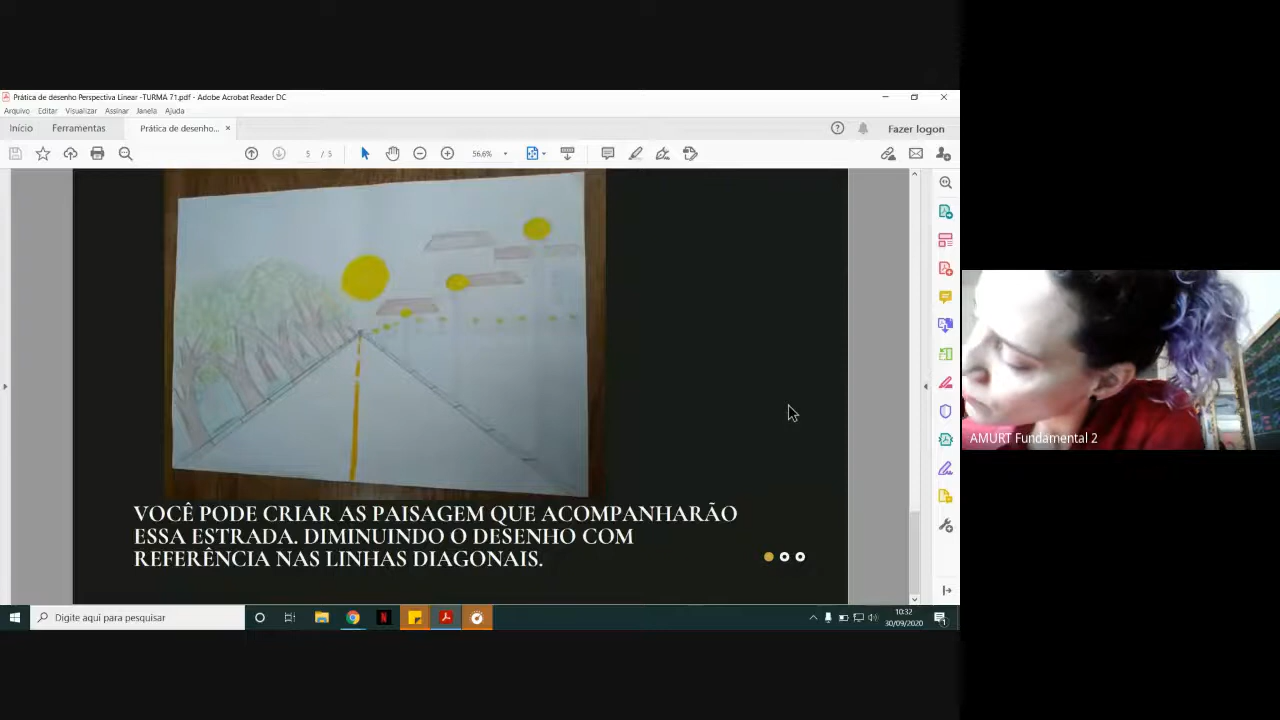 Prática de desenho Perspectiva Linear -TURMA 71.pdf - Adobe Acrobat Reader DC
Arquivo Editar Visualizar Assinar Janela Ajuda
Início Ferramentas Prática de desenho... × Fazer logon
5 / 5 56,6%
VOCÊ PODE CRIAR AS PAISAGEM QUE ACOMPANHARÃO
ESSA ESTRADA. DIMINUINDO O DESENHO COM
REFERÊNCIA NAS LINHAS DIAGONAIS.
AMURT Fundamental 2
Digite aqui para pesquisar
10:32
30/09/2020